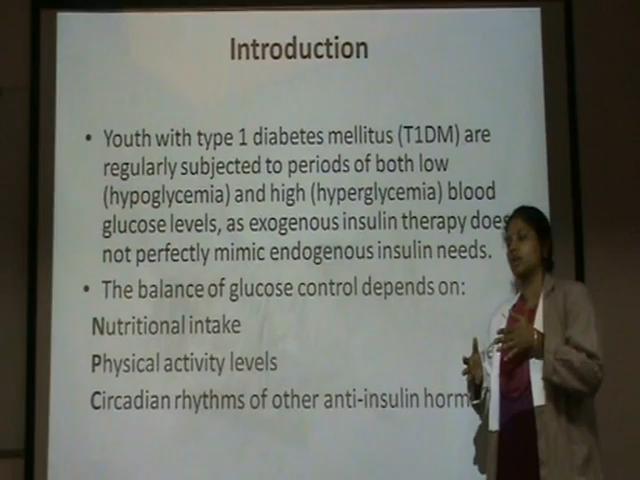 Introduction
• Youth with type 1 diabetes mellitus (T1DM) are
regularly subjected to periods of both low
(hypoglycemia) and high (hyperglycemia) blood
glucose levels, as exogenous insulin therapy does
not perfectly mimic endogenous insulin needs.
• The balance of glucose control depends on:
Nutritional intake
Physical activity levels
Circadian rhythms of other anti-insulin horm